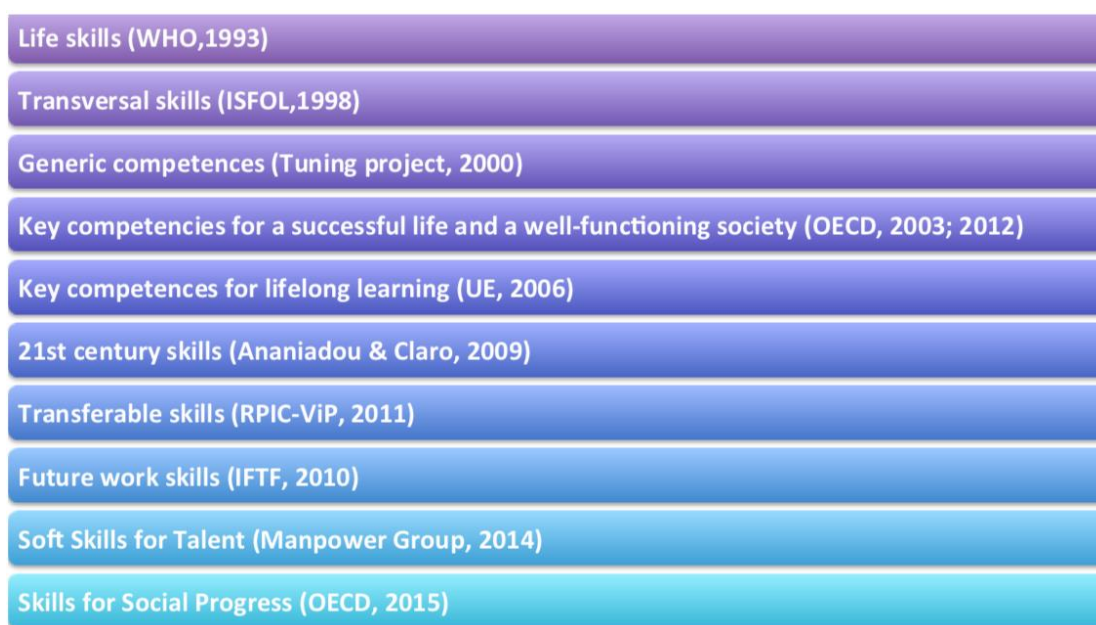 Life skills (WHO,1993)
Transversal skills (ISFOL,1998)
Generic competences (Tuning project, 2000)
Key competencies for a successful life and a well-functioning society (OECD, 2003; 2012)
Key competences for lifelong learning (UE, 2006)
21st century skills (Ananiadou & Claro, 2009)
Transferable skills (RPIC-ViP, 2011)
Future work skills (IFTF, 2010)
Soft Skills for Talent (Manpower Group, 2014)
Skills for Social Progress (OECD, 2015)